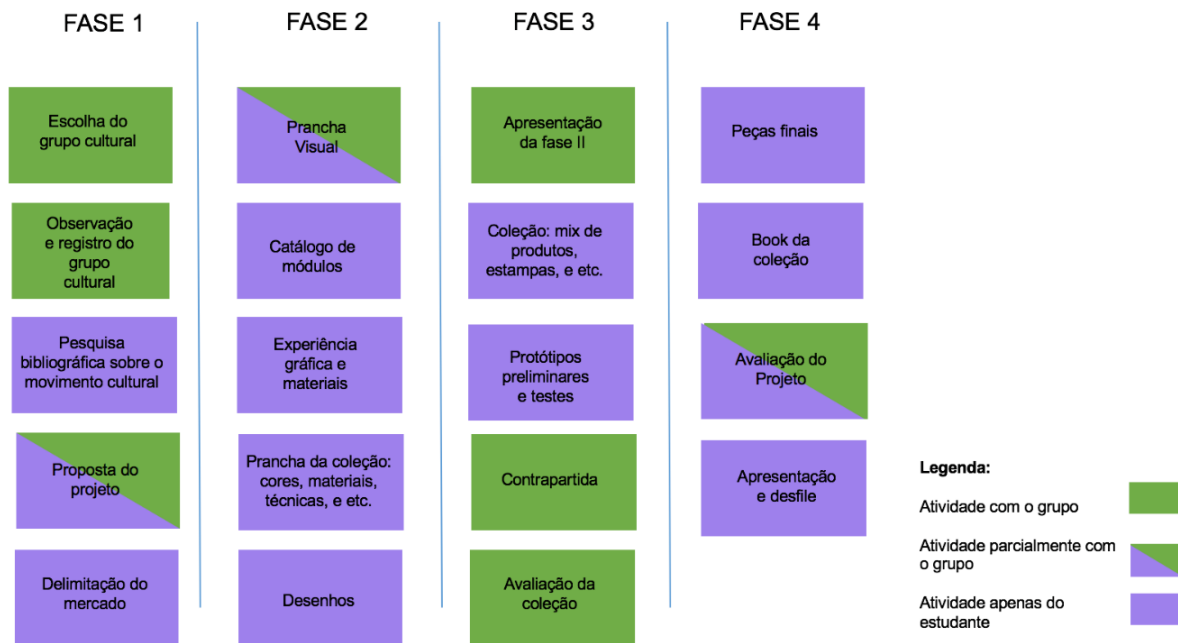 FASE 1
Escolha do
grupo cultural
Observação
e registro do
grupo
cultural
Pesquisa
bibliográfica sobre o
movimento cultural
Proposta do
projeto
Delimitação do
mercado
FASE 2
Prancha
Visual
Catálogo de
módulos
Experiência
gráfica e
materiais
Prancha da coleção:
cores, materiais,
técnicas, e etc.
Desenhos
FASE 3
Apresentação
da fase II
Coleção: mix de
produtos,
estampas, e etc.
Protótipos
preliminares
e testes
Contrapartida
Avaliação da
coleção
FASE 4
Peças finais
Book da
coleção
Avaliação do
Projeto
Apresentação
e desfile
Legenda:
Atividade com o grupo
Atividade parcialmente com
o grupo
Atividade apenas do
estudante